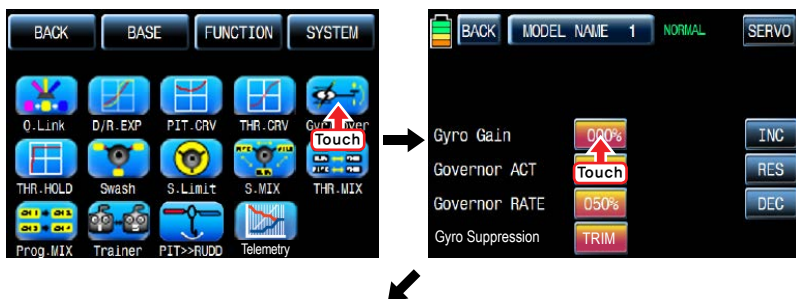 BACK BASE FUNCTION SYSTEM
Q.Link D/R.EXP PIT.CRV THR.CRV
Touch
THR.HOLD Swash S.Limit S.MIX THR.MIX
Prog.MIX Trainer PIT>>RUDD Telemetry
BACK MODEL NAME 1 NORMAL SERVO
Gyro Gain 000% INC
Governor ACT Touch RES
Governor RATE 050% DEC
Gyro Suppression TRIM